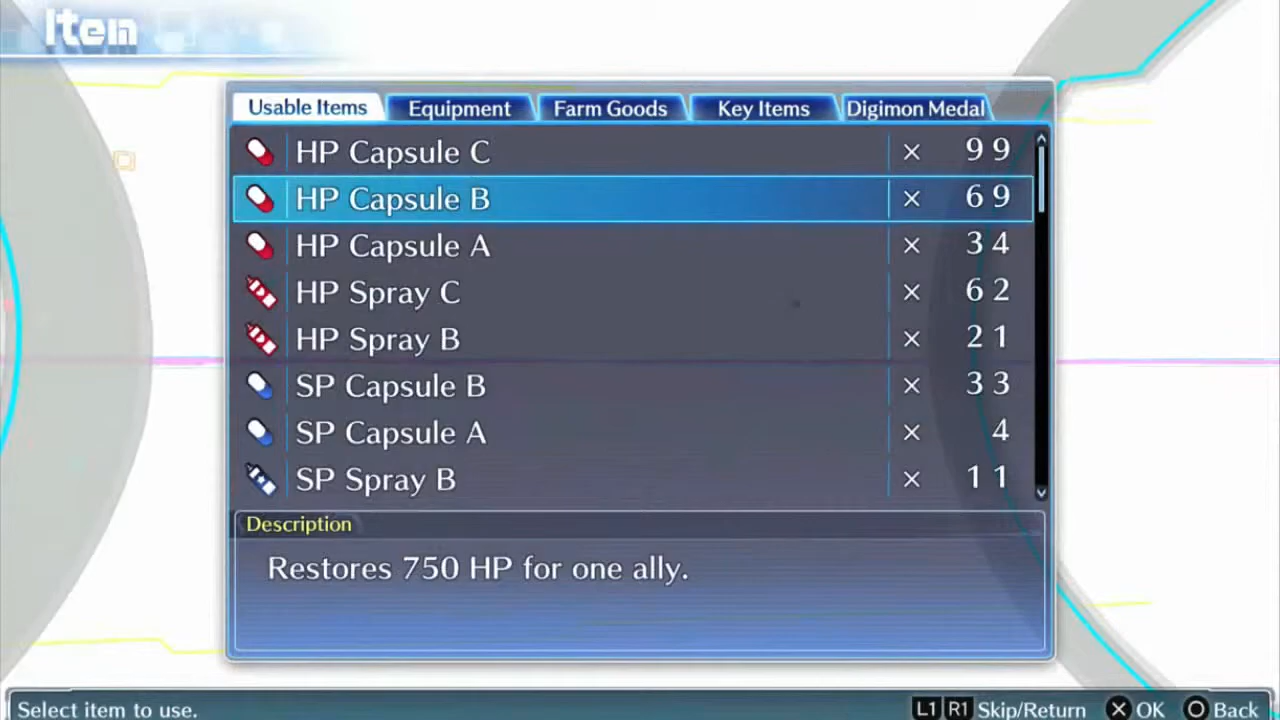 Item
Usable Items Equipment Farm Goods Key Items Digimon Medal
HP Capsule C × 99
HP Capsule B × 69
HP Capsule A × 34
HP Spray C × 62
HP Spray B × 21
SP Capsule B × 33
SP Capsule A × 4
SP Spray B × 11
Description
Restores 750 HP for one ally.
Select item to use. L1 R1 Skip/Return OK Back